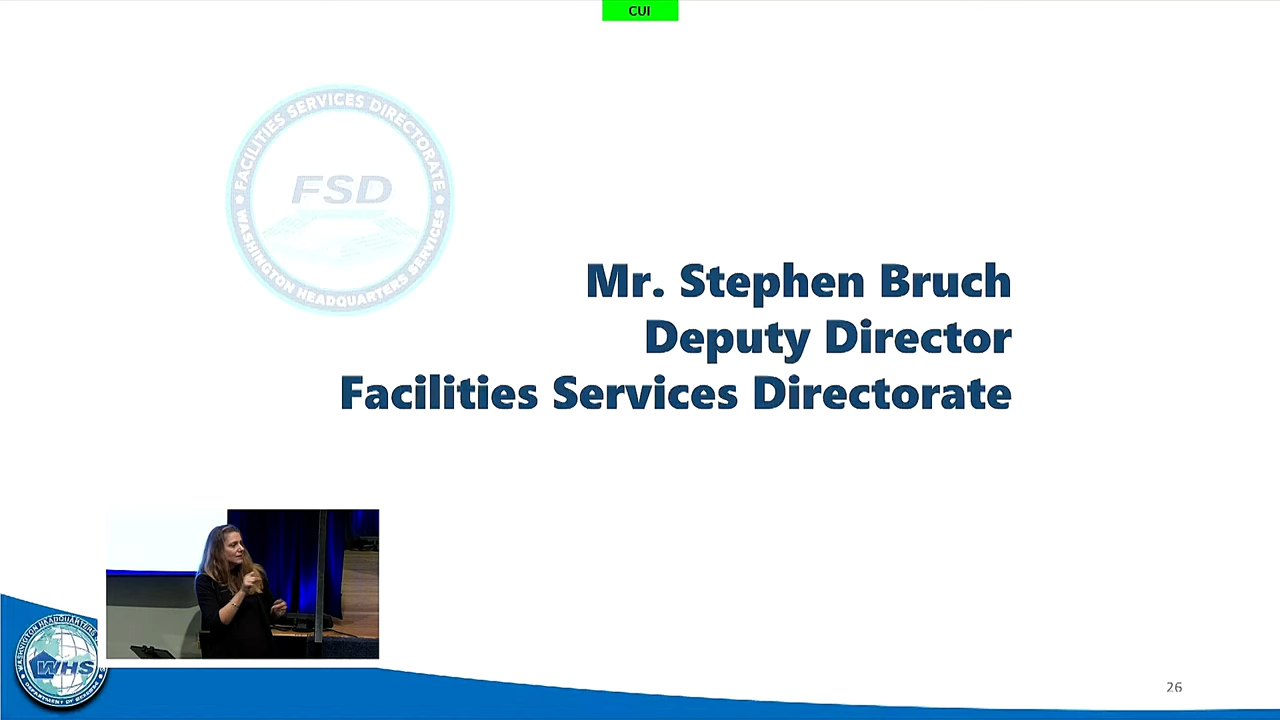 CUI
FACILITIES SERVICES DIRECTORATE
FSD
WASHINGTON HEADQUARTERS SERVICES
Mr. Stephen Bruch
Deputy Director
Facilities Services Directorate
WASHINGTON HEADQUARTERS
WHS
DEPARTMENT OF
26